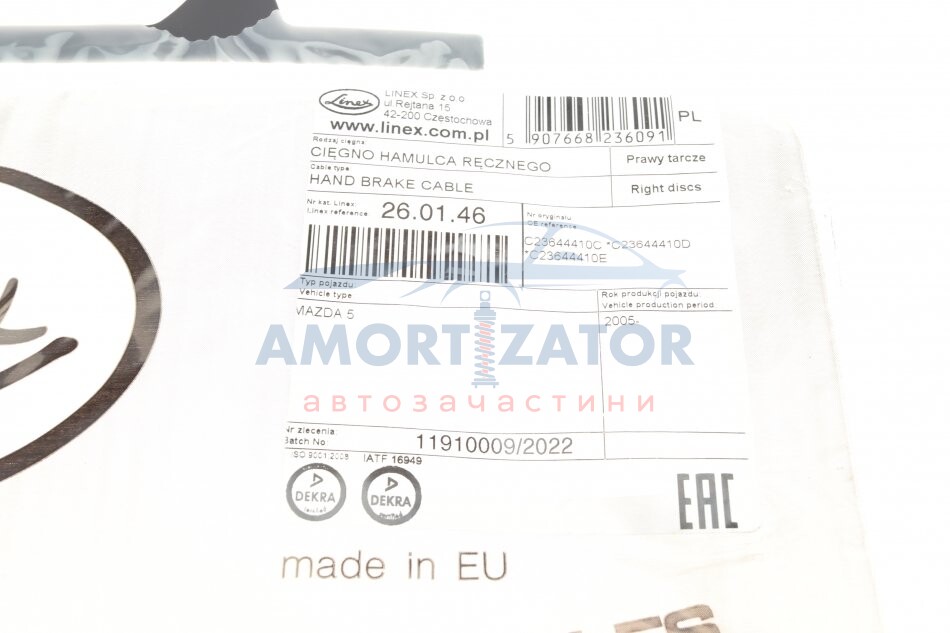 Linex
LINEX Sp. z o.o
ul Rejtana 15
42-200 Czestochowa
www.linex.com.pl
5 907668 236091
PL
Rodzaj cięgna:
CIĘGNO HAMULCA RĘCZNEGO
Prawy tarcze
Cable type
HAND BRAKE CABLE
Right discs
Nr kat. Linex:
Linex reference
26.01.46
Nr oryginału
OE reference
C23644410C *C23644410D
*C23644410E
Typ pojazdu:
Vehicle type
Rok produkcji pojazdu:
Vehicle production period:
MAZDA 5
2005-
AMORTIZATOR
автозачастини
Nr zlecenia:
Batch No
11910009/2022
ISO 9001:2008
IATF 16949
DEKRA
DEKRA
EAC
made in EU